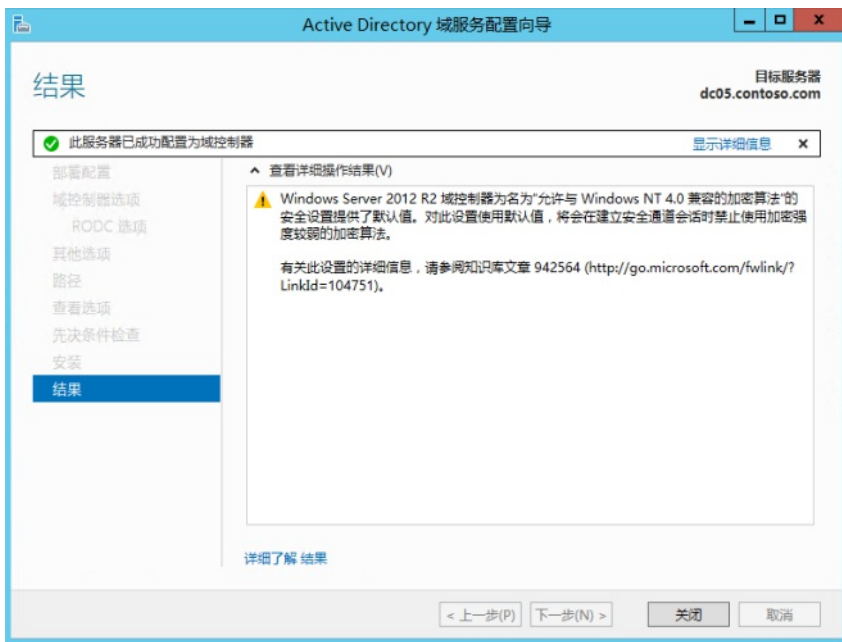 Active Directory 域服务配置向导
结果
目标服务器
dc05.contoso.com
此服务器已成功配置为域控制器
显示详细信息
部署配置
域控制器选项
RODC 选项
其他选项
路径
查看选项
先决条件检查
安装
结果
查看详细操作结果(V)
Windows Server 2012 R2 域控制器为名为"允许与 Windows NT 4.0 兼容的加密算法"的
安全设置提供了默认值。对此设置使用默认值，将会在建立安全通道会话时禁止使用加密强
度较弱的加密算法。
有关此设置的详细信息，请参阅知识库文章 942564 (http://go.microsoft.com/fwlink/?
LinkId=104751)。
详细了解 结果
< 上一步(P)
下一步(N) >
关闭
取消